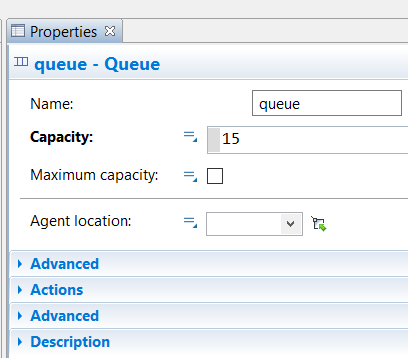 Properties
queue - Queue
Name: queue
Capacity: 15
Maximum capacity:
Agent location:
Advanced
Actions
Advanced
Description